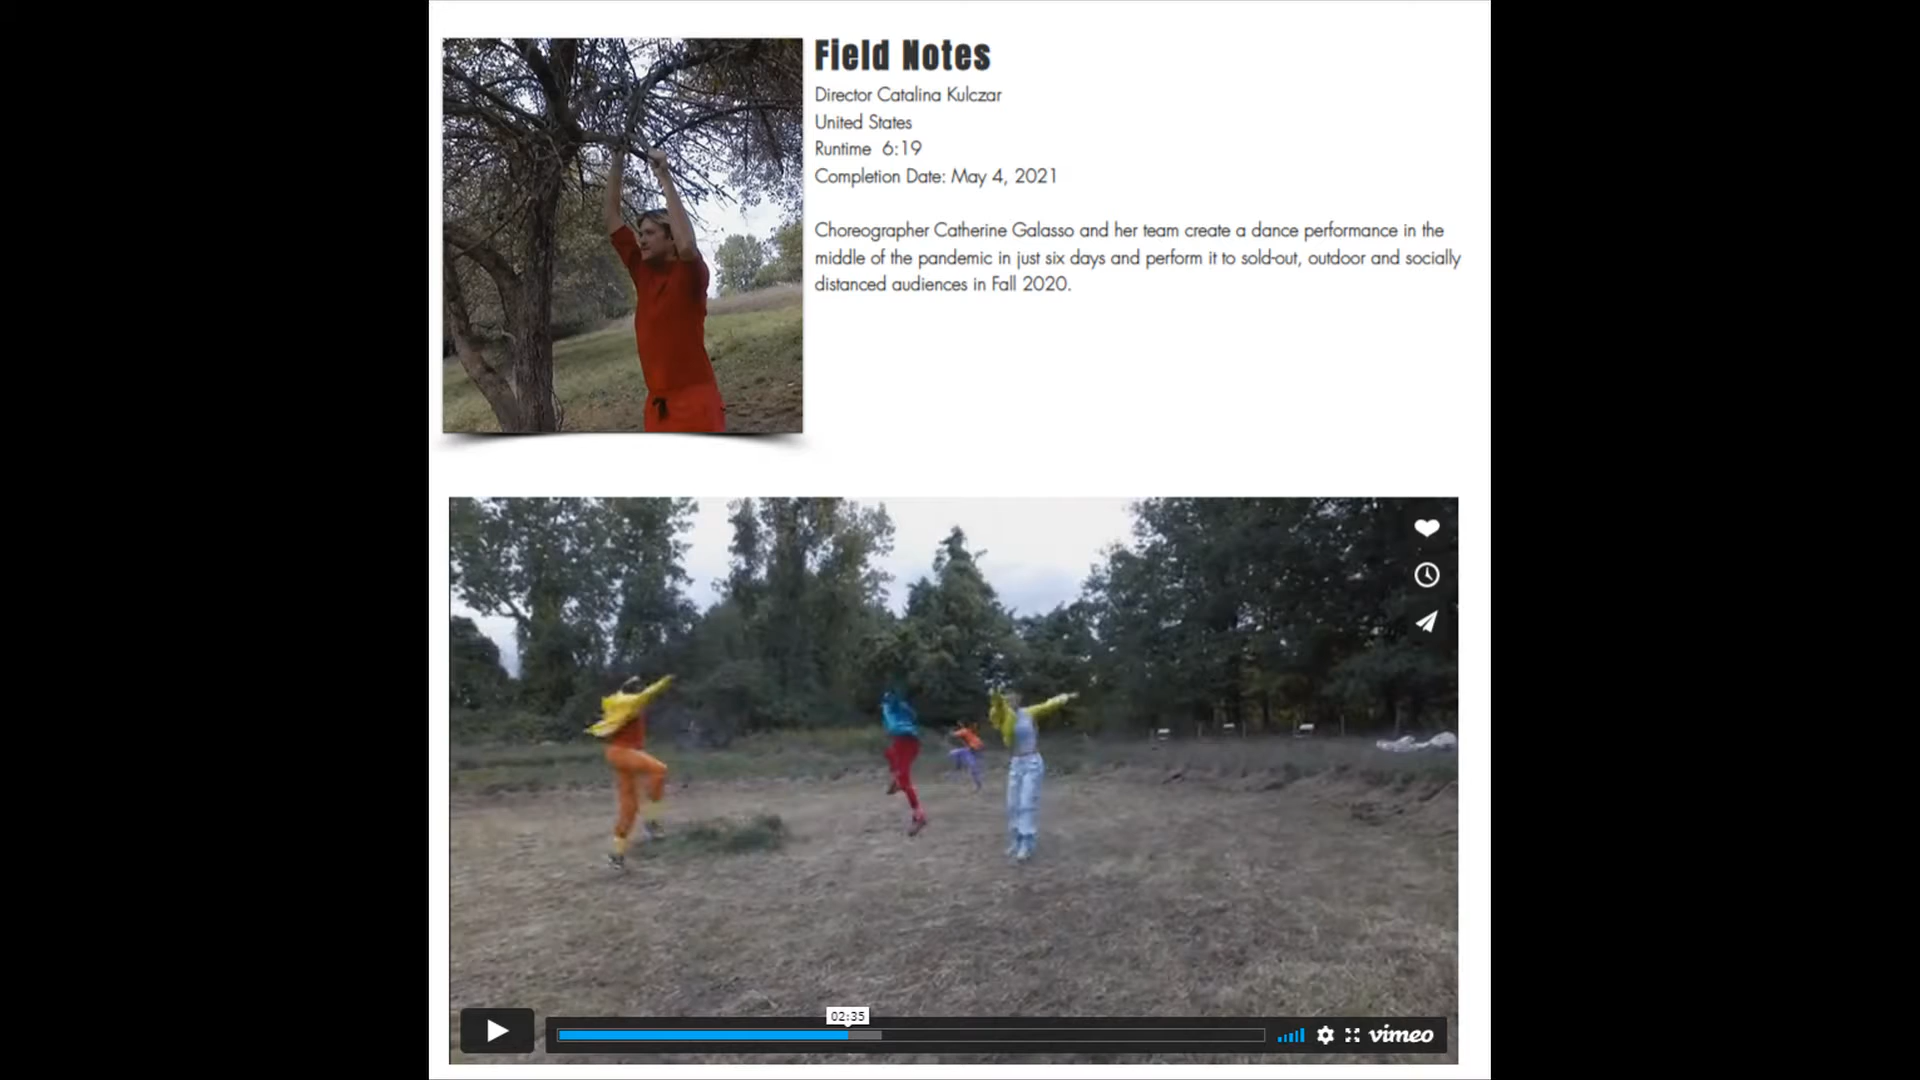 Field Notes
Director Catalina Kulczar
United States
Runtime 6:19
Completion Date: May 4, 2021
Choreographer Catherine Galasso and her team create a dance performance in the
middle of the pandemic in just six days and perform it to sold-out, outdoor and socially
distanced audiences in Fall 2020.
02:35
vimeo